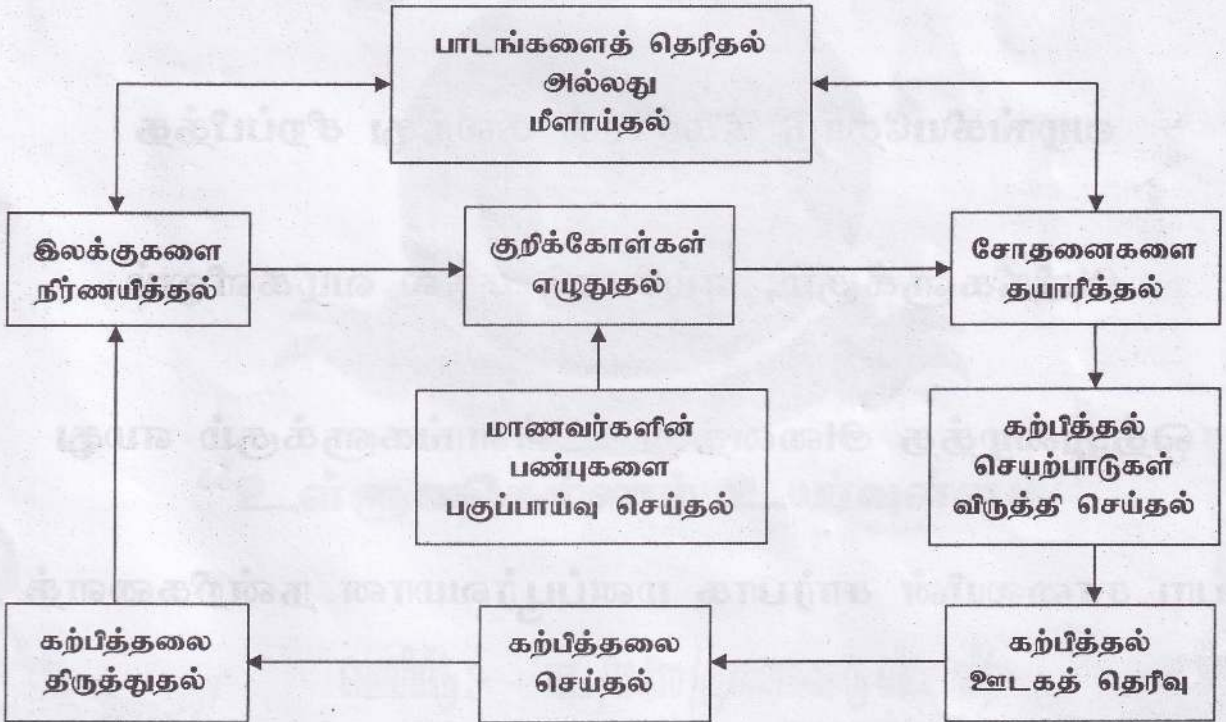 பாடங்களைத் தெரிதல்
அல்லது
மீளாய்தல்
இலக்குகளை
நிர்ணயித்தல்
குறிக்கோள்கள்
எழுதுதல்
சோதனைகளை
தயாரித்தல்
மாணவர்களின்
பண்புகளை
பகுப்பாய்வு செய்தல்
கற்பித்தல்
செயற்பாடுகள்
விருத்தி செய்தல்
கற்பித்தலை
திருத்துதல்
கற்பித்தலை
செய்தல்
கற்பித்தல்
ஊடகத் தெரிவு